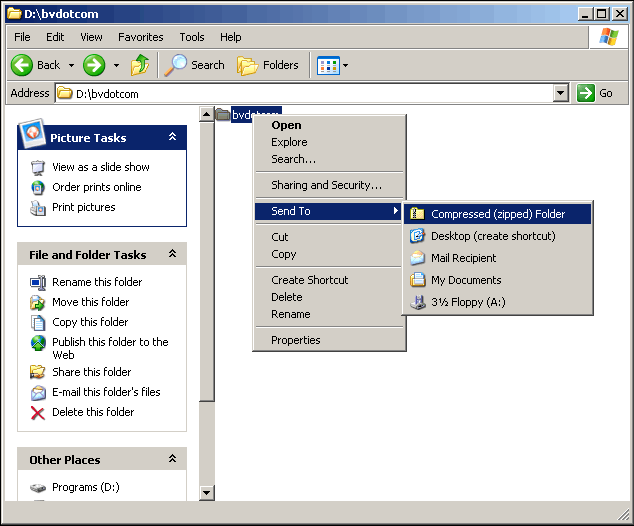 D:\bvdotcom
File Edit View Favorites Tools Help
Back Search Folders
Address D:\bvdotcom Go
Picture Tasks
View as a slide show
Order prints online
Print pictures
File and Folder Tasks
Rename this folder
Move this folder
Copy this folder
Publish this folder to the
Web
Share this folder
E-mail this folder's files
Delete this folder
Other Places
Programs (D:)
bvdotcom
Open
Explore
Search...
Sharing and Security...
Send To
Cut
Copy
Create Shortcut
Delete
Rename
Properties
Compressed (zipped) Folder
Desktop (create shortcut)
Mail Recipient
My Documents
3½ Floppy (A:)